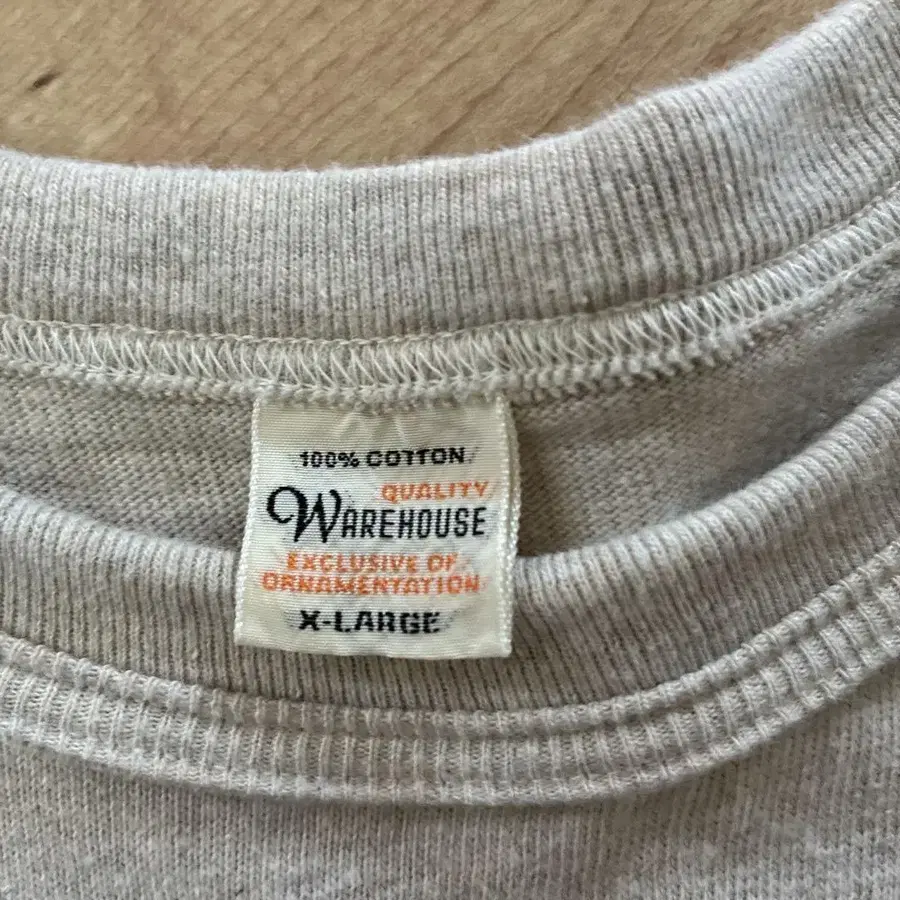 100% COTTON
QUALITY
WAREHOUSE
EXCLUSIVE OF
ORNAMENTATION
X-LARGE